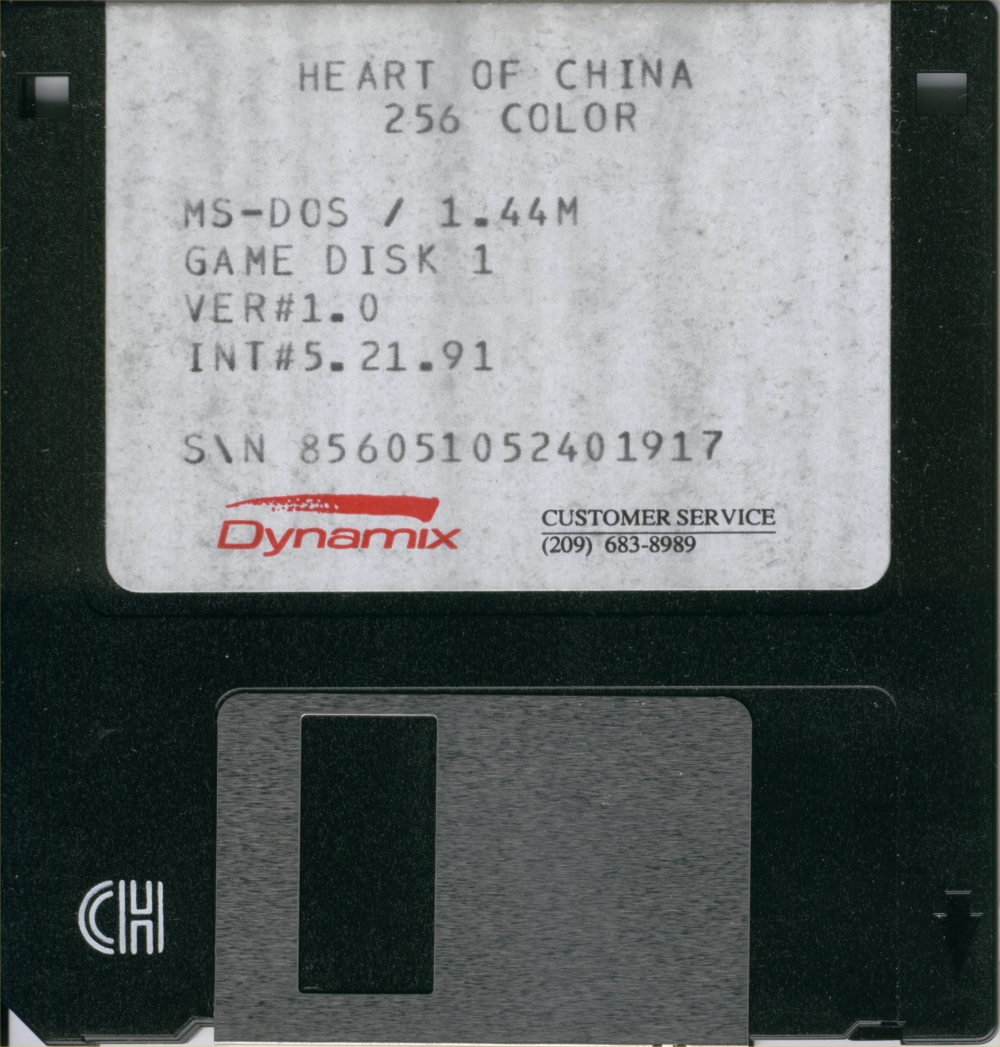 HEART OF CHINA
256 COLOR
MS-DOS / 1.44M
GAME DISK 1
VER#1.0
INT#5.21.91
S\N 856051052401917
Dynamix
CUSTOMER SERVICE
(209) 683-8989
CH